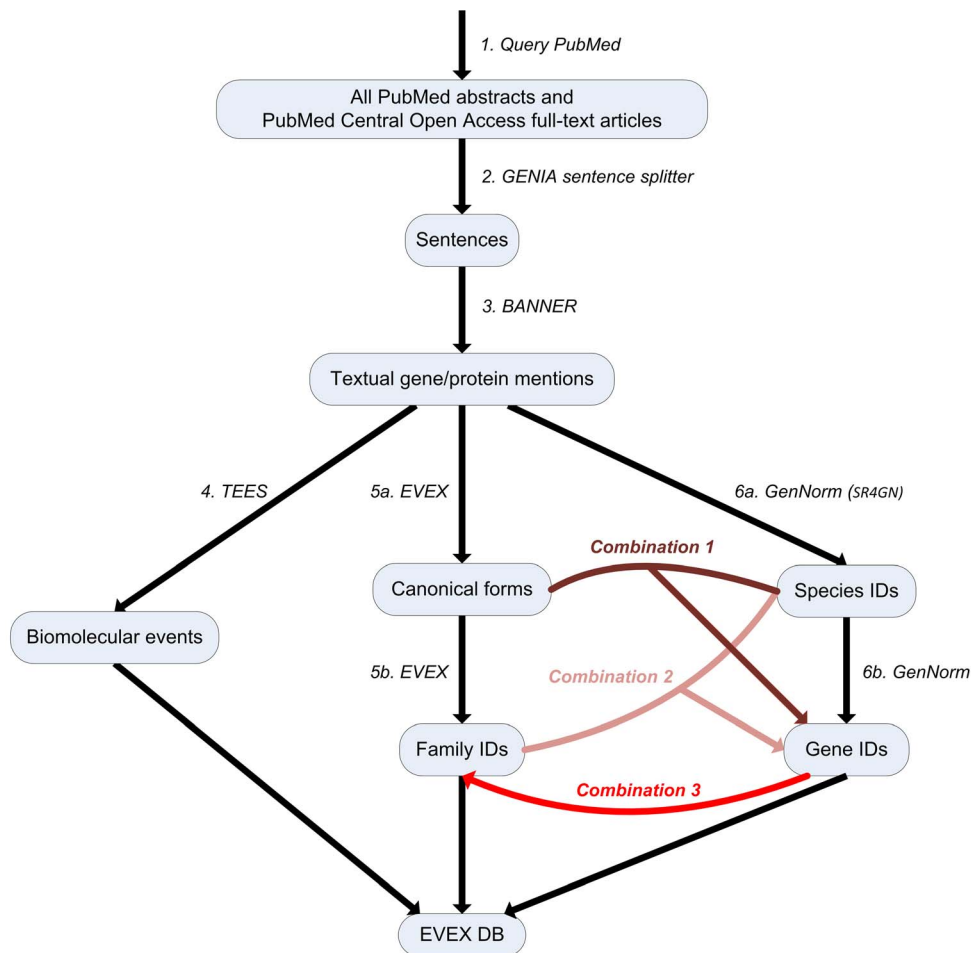 1. Query PubMed
All PubMed abstracts and
PubMed Central Open Access full-text articles
2. GENIA sentence splitter
Sentences
3. BANNER
Textual gene/protein mentions
4. TEES
5a. EVEX
6a. GenNorm (SR4GN)
Combination 1
Canonical forms
Species IDs
Biomolecular events
5b. EVEX
Combination 2
6b. GenNorm
Family IDs
Gene IDs
Combination 3
EVEX DB